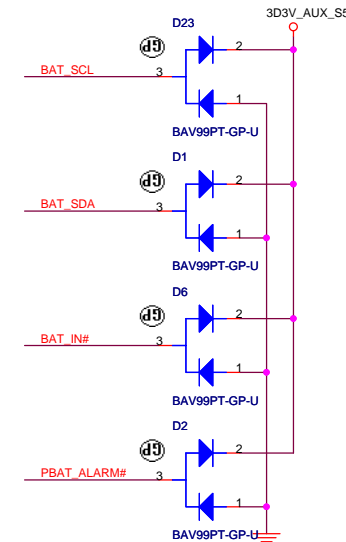 3D3V_AUX_S5
D23
GP
2
BAT_SCL
3
1
BAV99PT-GP-U
D1
GP
2
BAT_SDA
3
1
BAV99PT-GP-U
D6
GP
2
BAT_IN#
3
1
BAV99PT-GP-U
D2
GP
2
PBAT_ALARM#
3
1
BAV99PT-GP-U